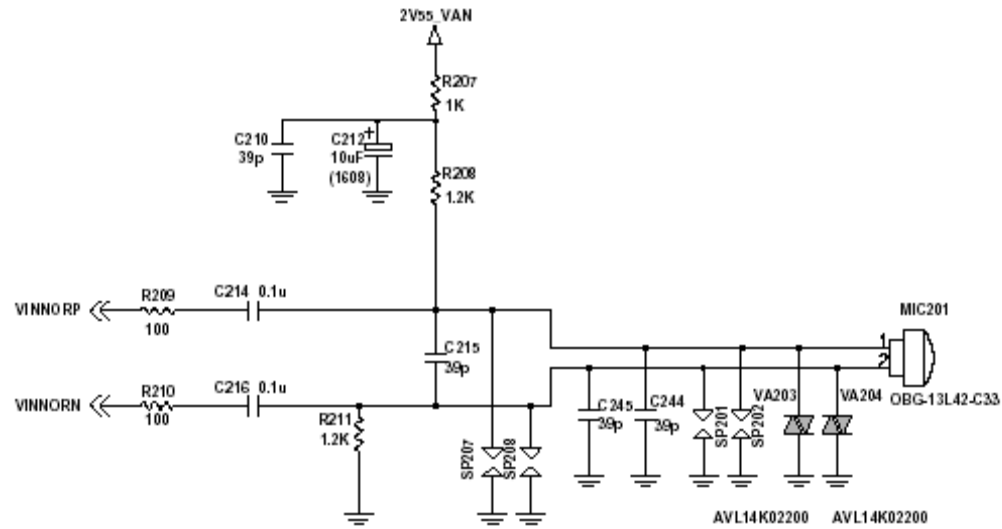 2V55_VAN
R207
1K
C210
39p
C212
10uF
(1608)
R208
1.2K
VINNORP
R209
100
C214 0.1u
MIC201
1
2
C215
39p
VINNORN
R210
100
C216 0.1u
R211
1.2K
SP207
SP208
C245
39p
C244
39p
SP201
SP202
VA203
VA204
OBG-13L42-C33
AVL14K02200
AVL14K02200